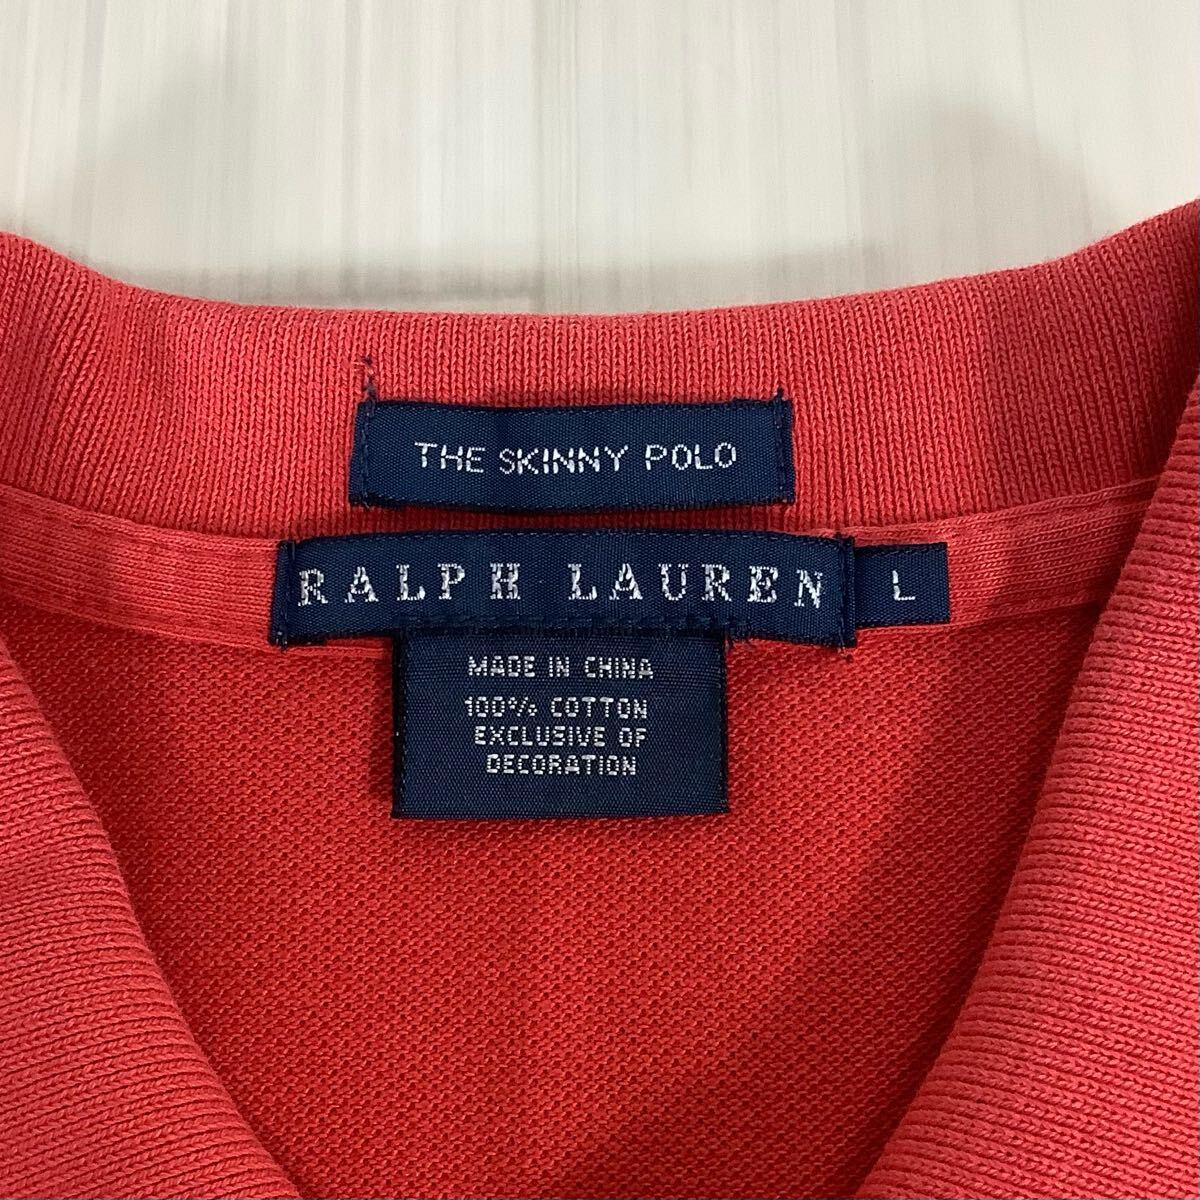 THE SKINNY POLO
RALPH LAUREN
L
MADE IN CHINA
100% COTTON
EXCLUSIVE OF
DECORATION